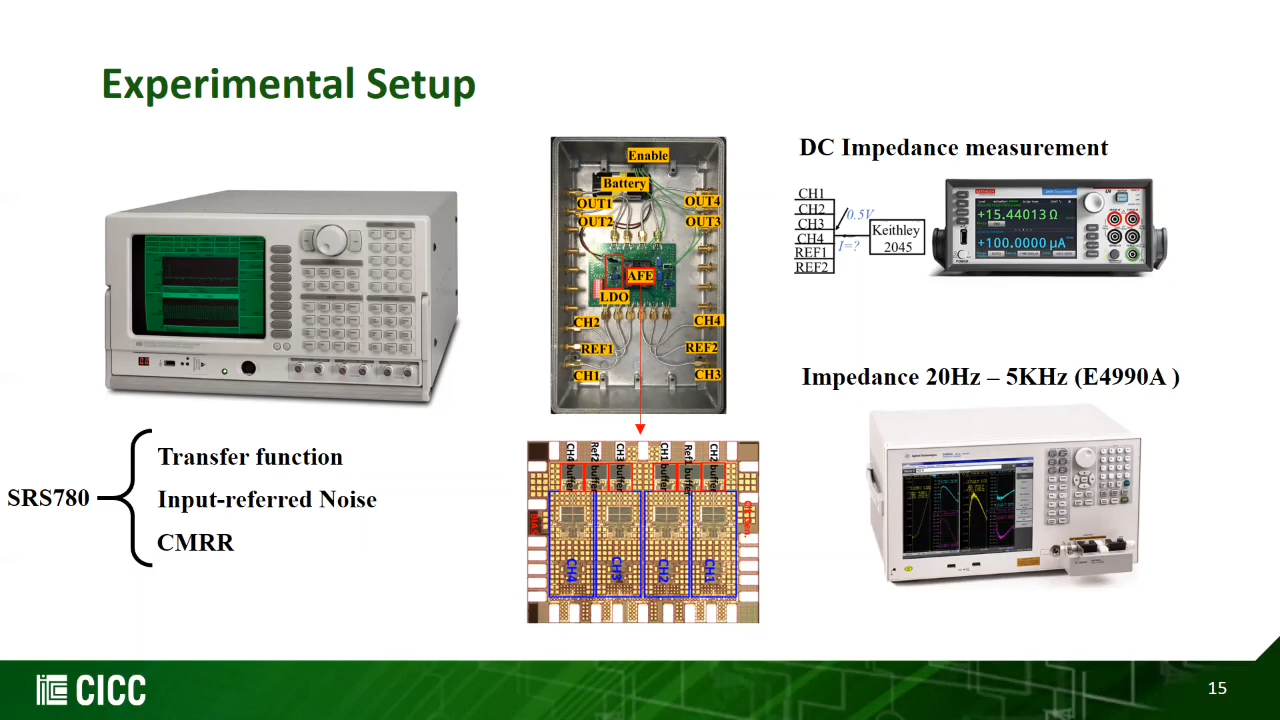 Experimental Setup
SRS780
Transfer function
Input-referred Noise
CMRR
Enable
Battery
OUT1
OUT4
OUT2
OUT3
AFE
LDO
CH2
CH4
REF1
REF2
CH1
CH3
CH4 buffer
Ref2 buffer
CH3 buffer
CH1 buffer
CH2 buffer
CH4
CH3
CH2
CH1
DC Impedance measurement
CH1
CH2
CH3
CH4
REF1
REF2
0.5V
I=?
Keithley
2045
KEITHLEY
+15.44013 Ω
+100.0000 µA
Impedance 20Hz – 5KHz (E4990A )
Agilent Technologies
CICC
15